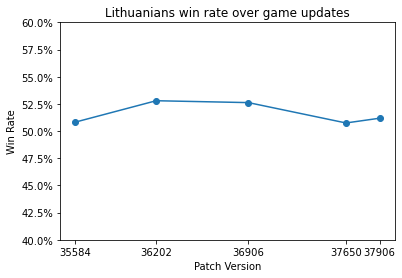 Lithuanians win rate over game updates
60.0%
57.5%
55.0%
52.5%
50.0%
47.5%
45.0%
42.5%
40.0%
Win Rate
35584 36202 36906 37650 37906
Patch Version